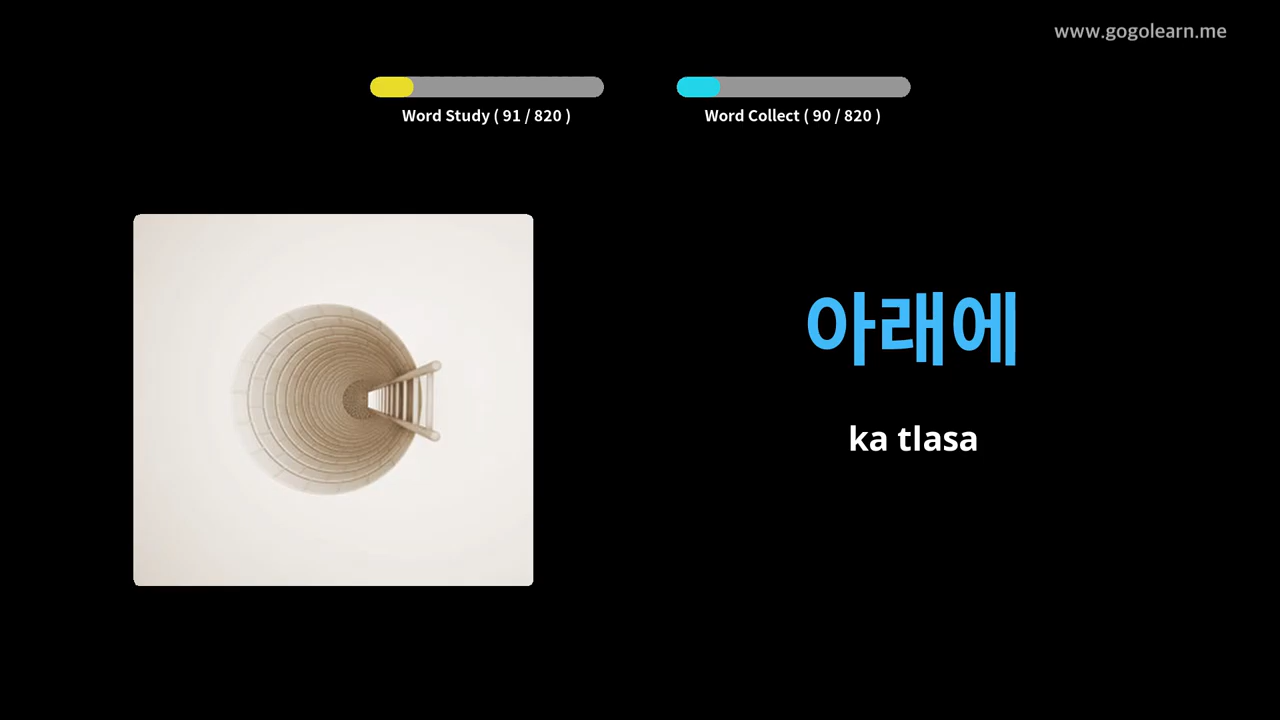 www.gogolearn.me
Word Study ( 91 / 820 )
Word Collect ( 90 / 820 )
아래에
ka tlasa